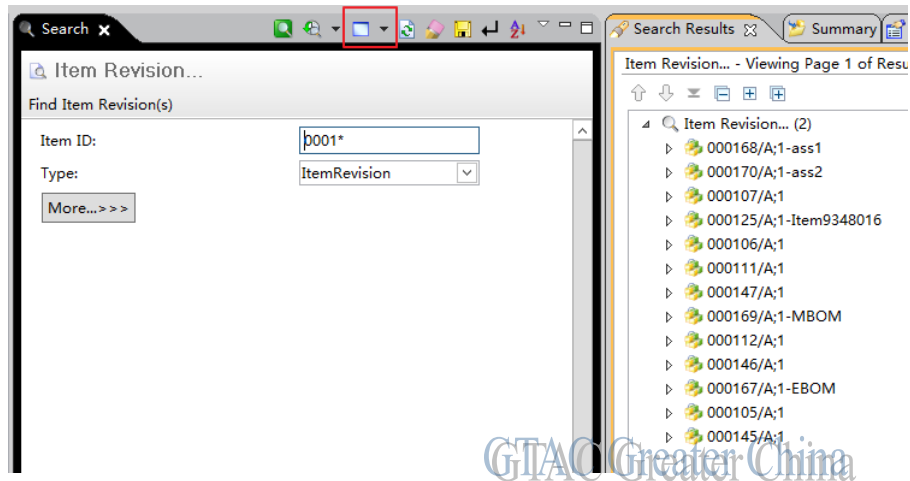 Search
Item Revision...
Find Item Revision(s)
Item ID:
0001*
Type:
ItemRevision
More...>>>
Search Results
Summary
Item Revision... - Viewing Page 1 of Resu
Item Revision... (2)
000168/A;1-ass1
000170/A;1-ass2
000107/A;1
000125/A;1-Item9348016
000106/A;1
000111/A;1
000147/A;1
000169/A;1-MBOM
000112/A;1
000146/A;1
000167/A;1-EBOM
000105/A;1
000145/A;1
GTAC Greater China